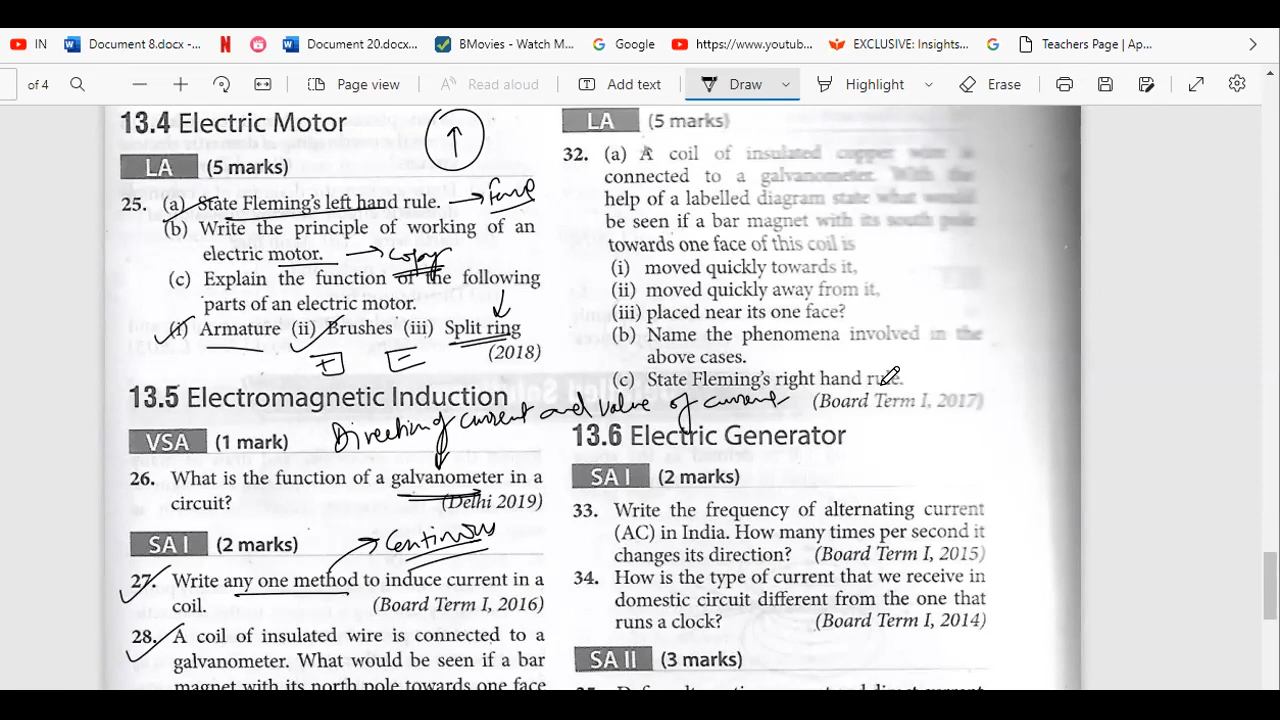 IN
Document 8.docx -
Document 20.docx...
BMovies - Watch M...
Google
https://www.youtub...
EXCLUSIVE: Insights...
Teachers Page | Ap...
of 4
Page view
Read aloud
Add text
Draw
Highlight
Erase
13.4 Electric Motor
LA (5 marks)
25. (a) State Fleming's left hand rule.
(b) Write the principle of working of an
electric motor.
(c) Explain the function of the following
parts of an electric motor.
(i) Armature (ii) Brushes (iii) Split ring
(2018)
13.5 Electromagnetic Induction
Direction of current and value of current
VSA (1 mark)
26. What is the function of a galvanometer in a
circuit? (Delhi 2019)
SA I (2 marks)
Continuous
27. Write any one method to induce current in a
coil. (Board Term I, 2016)
28. A coil of insulated wire is connected to a
galvanometer. What would be seen if a bar
magnet with its north pole towards one face
LA (5 marks)
32. (a) A coil of insulated copper wire is
connected to a galvanometer. With the
help of a labelled diagram state what would
be seen if a bar magnet with its south pole
towards one face of this coil is
(i) moved quickly towards it,
(ii) moved quickly away from it,
(iii) placed near its one face?
(b) Name the phenomena involved in the
above cases.
(c) State Fleming's right hand rule.
(Board Term I, 2017)
13.6 Electric Generator
SA I (2 marks)
33. Write the frequency of alternating current
(AC) in India. How many times per second it
changes its direction? (Board Term I, 2015)
34. How is the type of current that we receive in
domestic circuit different from the one that
runs a clock? (Board Term I, 2014)
SA II (3 marks)